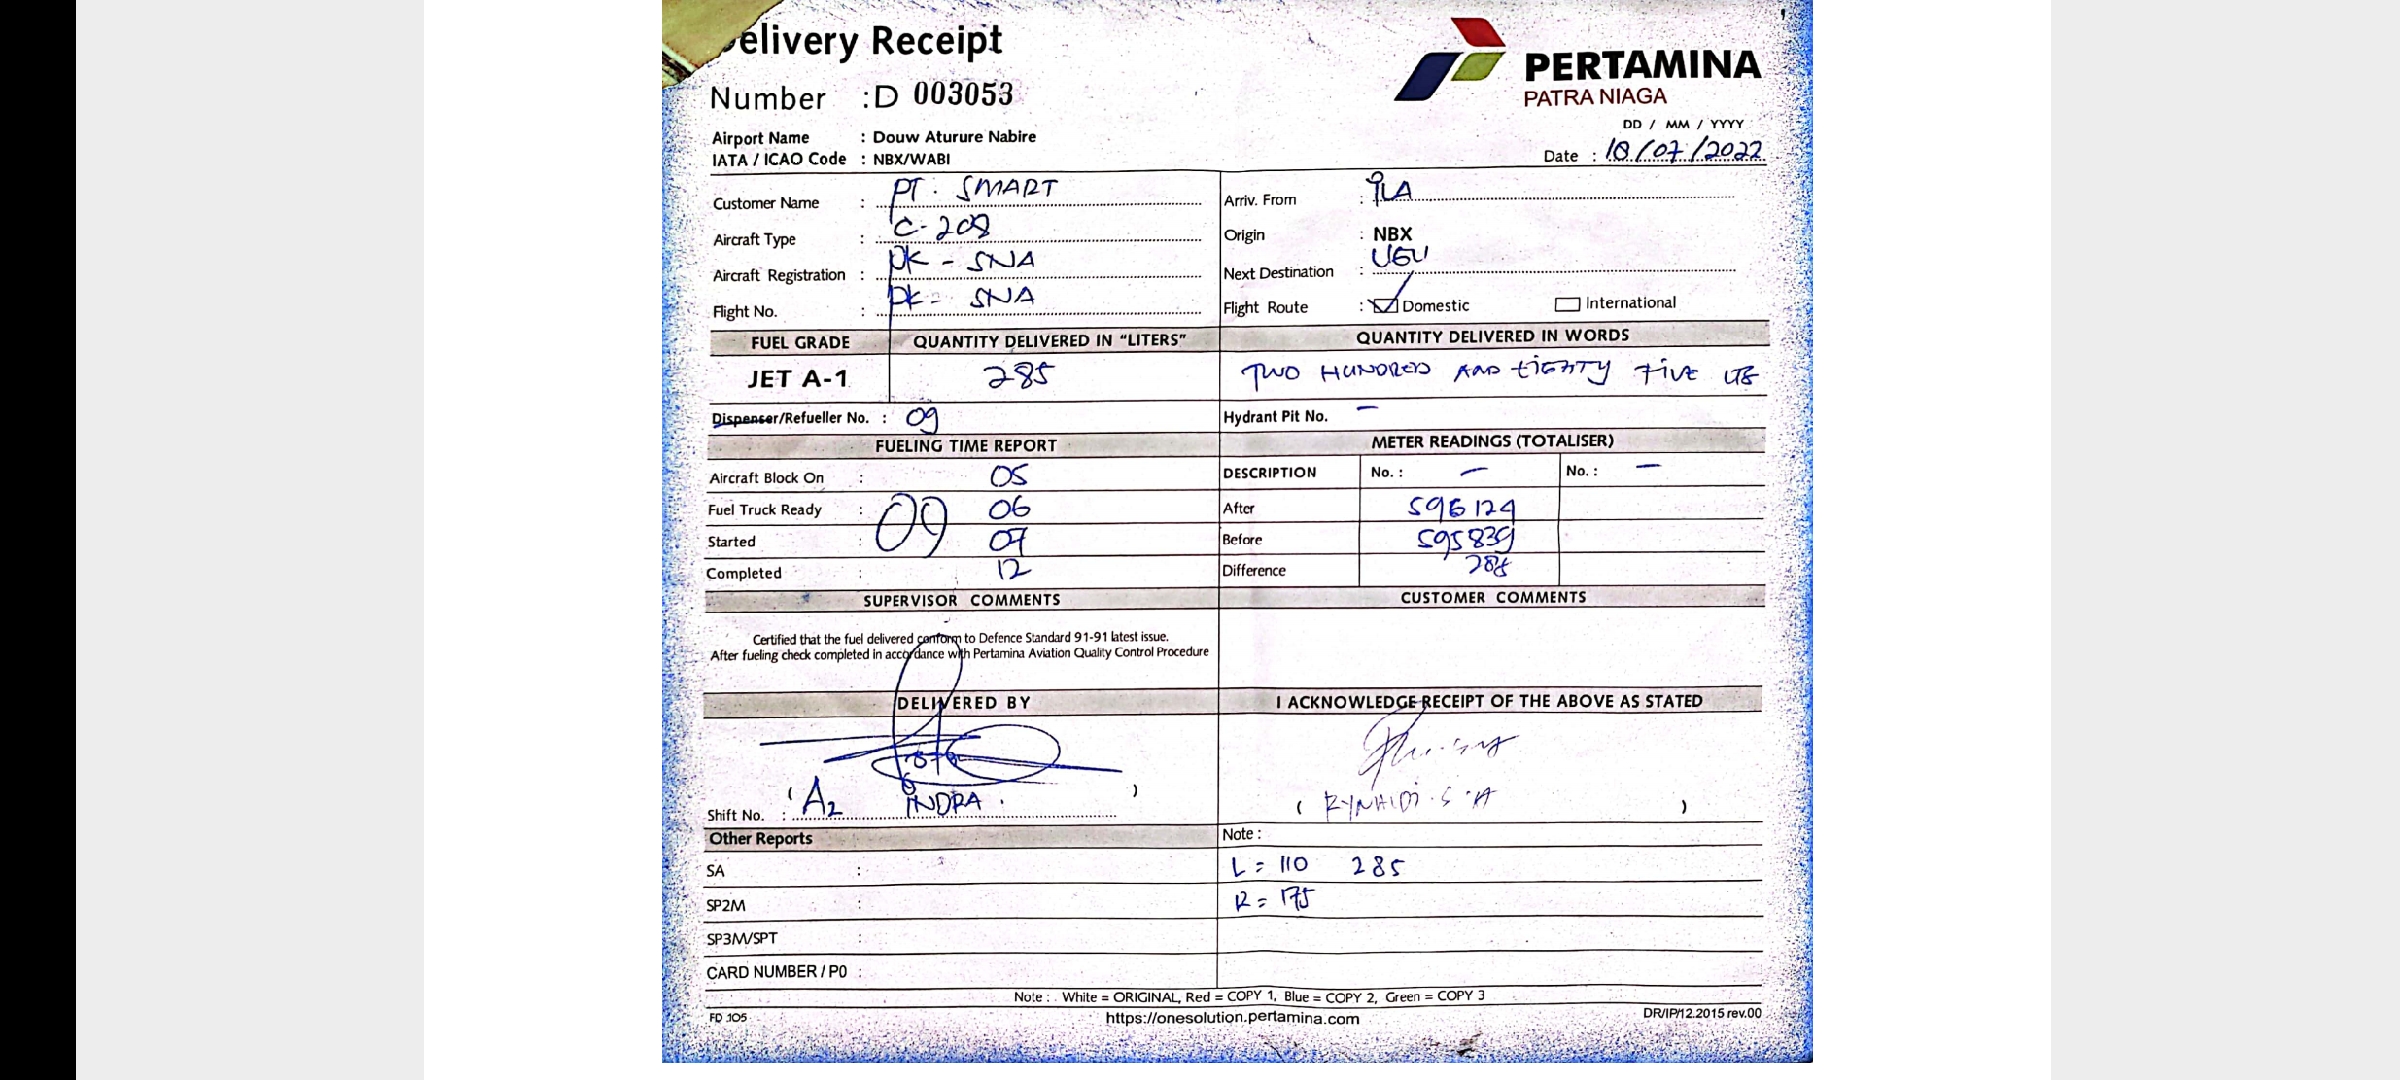 Delivery Receipt
PERTAMINA
PATRA NIAGA
Number : D 003053
Airport Name : Douw Aturure Nabire
IATA / ICAO Code : NBX/WABI
DD / MM / YYYY
Date : 10/07/2022
Customer Name : PT. SMART
Arriv. From : ILA
Aircraft Type : C-208
Origin : NBX
Aircraft Registration : PK - SNA
Next Destination : UGU
Flight No. : PK - SNA
Flight Route : Domestic International
FUEL GRADE QUANTITY DELIVERED IN "LITERS" QUANTITY DELIVERED IN WORDS
JET A-1 285 TWO HUNDRED AND EIGHTY FIVE LTS
Dispenser/Refueller No. : 09 Hydrant Pit No. -
FUELING TIME REPORT METER READINGS (TOTALISER)
Aircraft Block On : 05 DESCRIPTION No. : - No. : -
Fuel Truck Ready : 09 06 After 596124
Started : 07 Before 595839
Completed : 12 Difference 285
SUPERVISOR COMMENTS CUSTOMER COMMENTS
Certified that the fuel delivered conform to Defence Standard 91-91 latest issue.
After fueling check completed in accordance with Pertamina Aviation Quality Control Procedure
DELIVERED BY I ACKNOWLEDGE RECEIPT OF THE ABOVE AS STATED
Shift No. : ( A2 INDRA . ) ( RYNALDI . S . A )
Other Reports Note :
SA : L = 110 285
SP2M : R = 175
SP3M/SPT :
CARD NUMBER / PO :
Note : . White = ORIGINAL, Red = COPY 1, Blue = COPY 2, Green = COPY 3
FD 105 https://onesolution.pertamina.com DR/IP/12.2015 rev.00